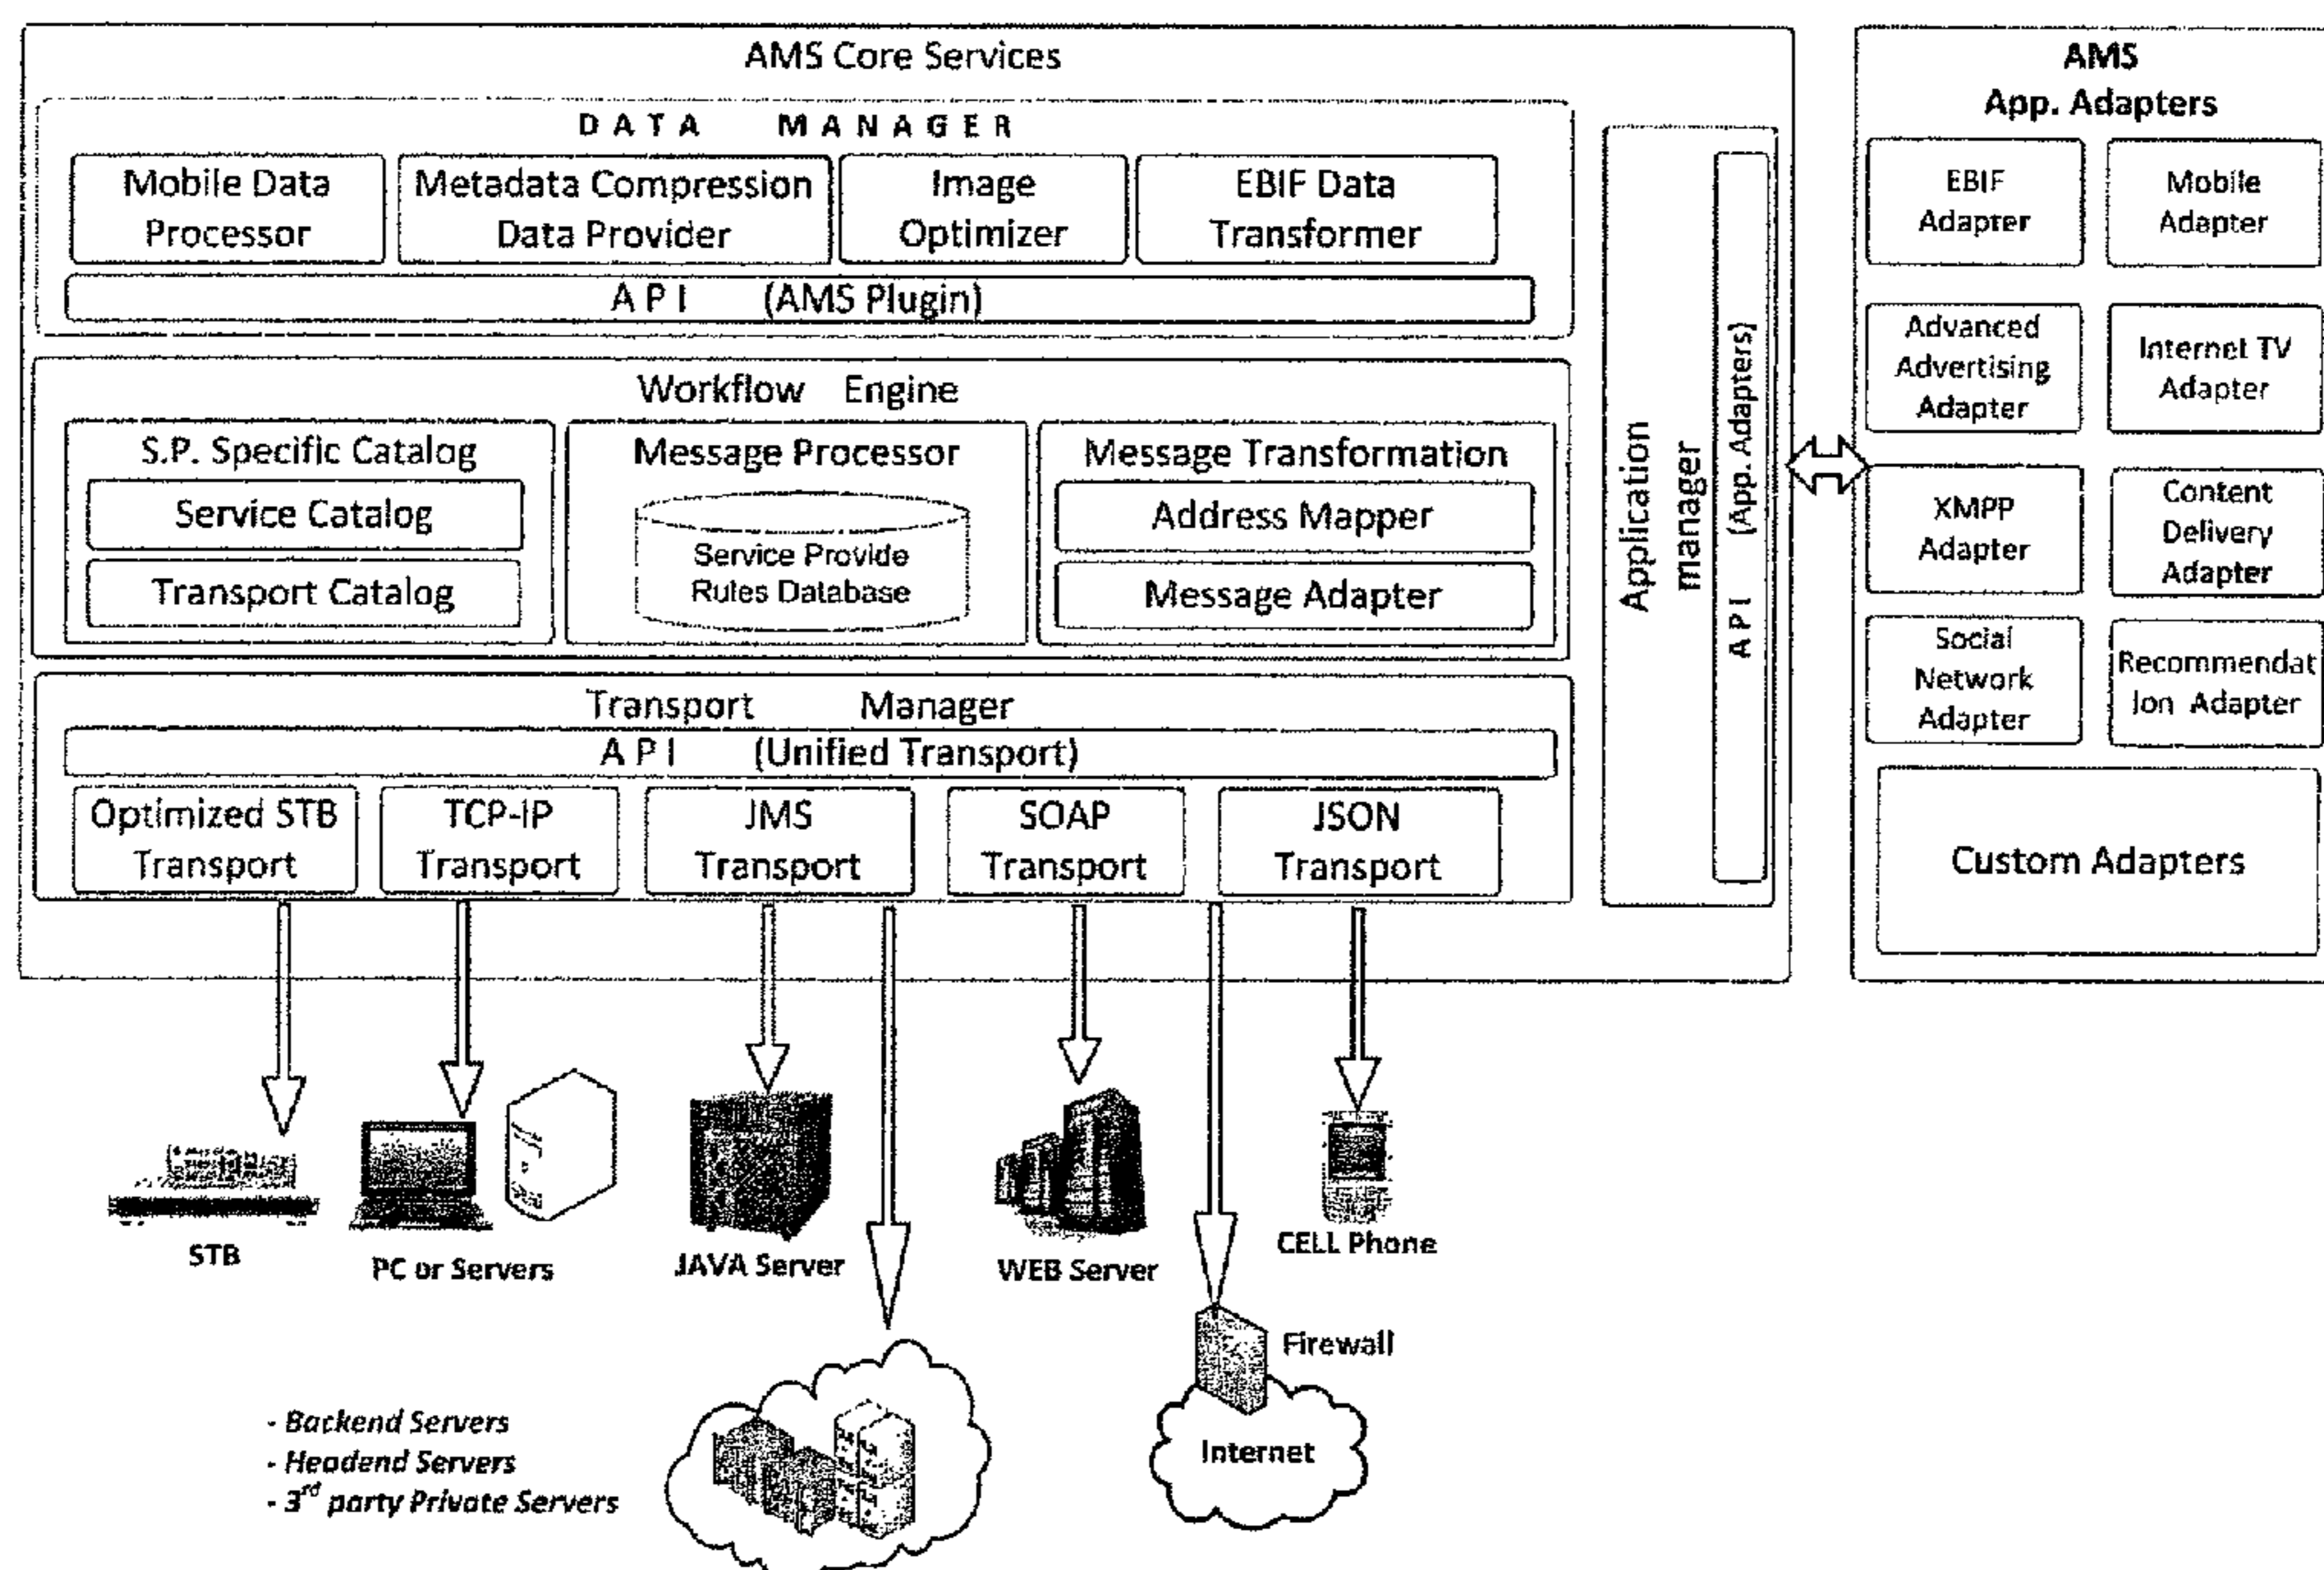 AMS Core Services
D A T A M A N A G E R
Mobile Data
Processor
Metadata Compression
Data Provider
Image
Optimizer
EBIF Data
Transformer
A P I (AMS Plugin)
Workflow Engine
S.P. Specific Catalog
Service Catalog
Transport Catalog
Message Processor
Service Provide
Rules Database
Message Transformation
Address Mapper
Message Adapter
Transport Manager
A P I (Unified Transport)
Optimized STB
Transport
TCP-IP
Transport
JMS
Transport
SOAP
Transport
JSON
Transport
Application
manager
A P I (App. Adapters)
AMS
App. Adapters
EBIF
Adapter
Mobile
Adapter
Advanced
Advertising
Adapter
Internet TV
Adapter
XMPP
Adapter
Content
Delivery
Adapter
Social
Network
Adapter
Recommendat
Ion Adapter
Custom Adapters
STB
PC or Servers
JAVA Server
WEB Server
CELL Phone
Firewall
Internet
- Backend Servers
- Headend Servers
- 3rd party Private Servers